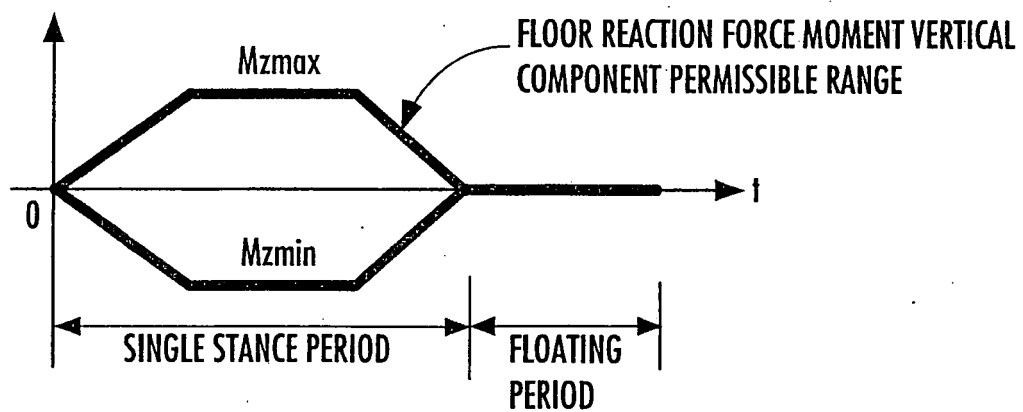 FLOOR REACTION FORCE MOMENT VERTICAL
COMPONENT PERMISSIBLE RANGE
Mzmax
t
0
Mzmin
SINGLE STANCE PERIOD
FLOATING
PERIOD